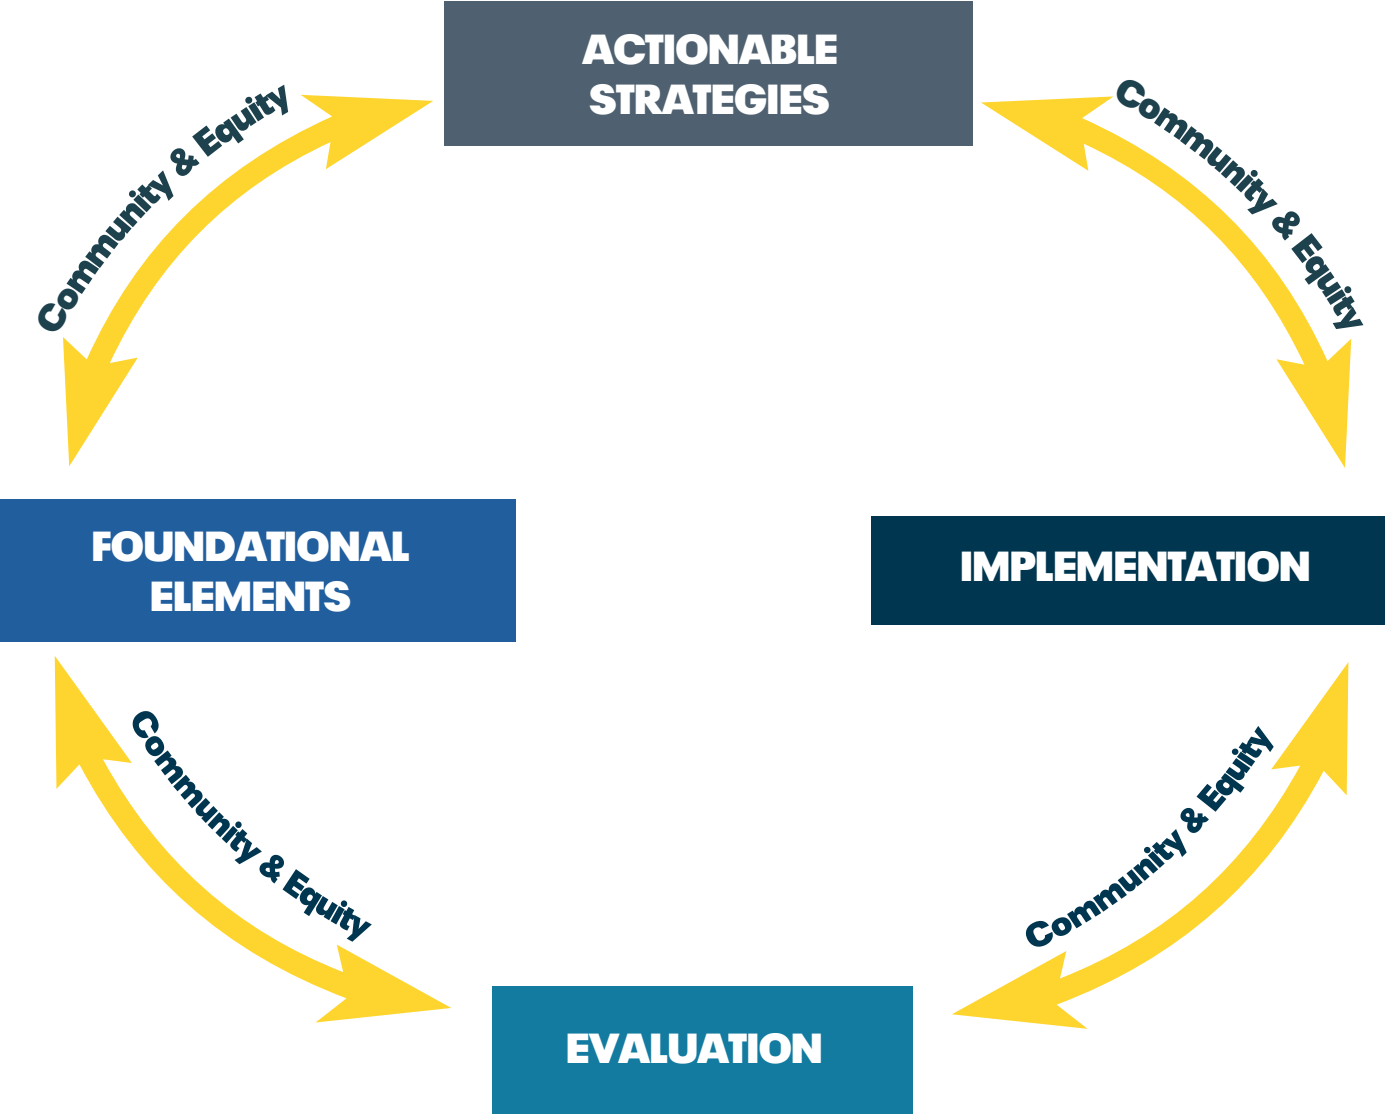 ACTIONABLE
STRATEGIES
Community & Equity
Community & Equity
FOUNDATIONAL
ELEMENTS
IMPLEMENTATION
Community & Equity
Community & Equity
EVALUATION